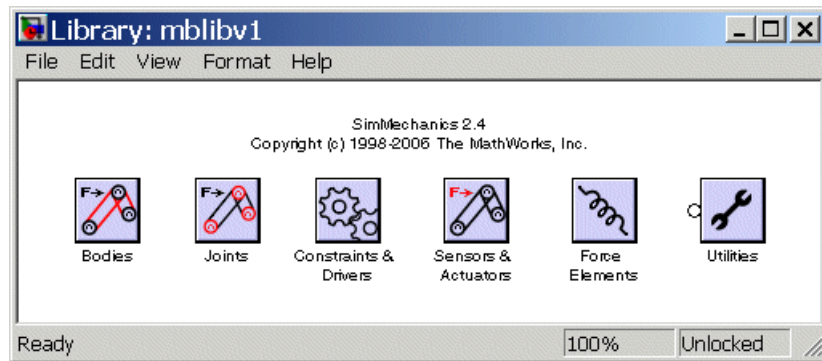 Library: mblibv1
File Edit View Format Help
SimMechanics 2.4
Copyright (c) 1998-2006 The MathWorks, Inc.
F→ F→ F→
Bodies Joints Constraints & Sensors & Force Utilities
Drivers Actuators Elements
Ready 100% Unlocked